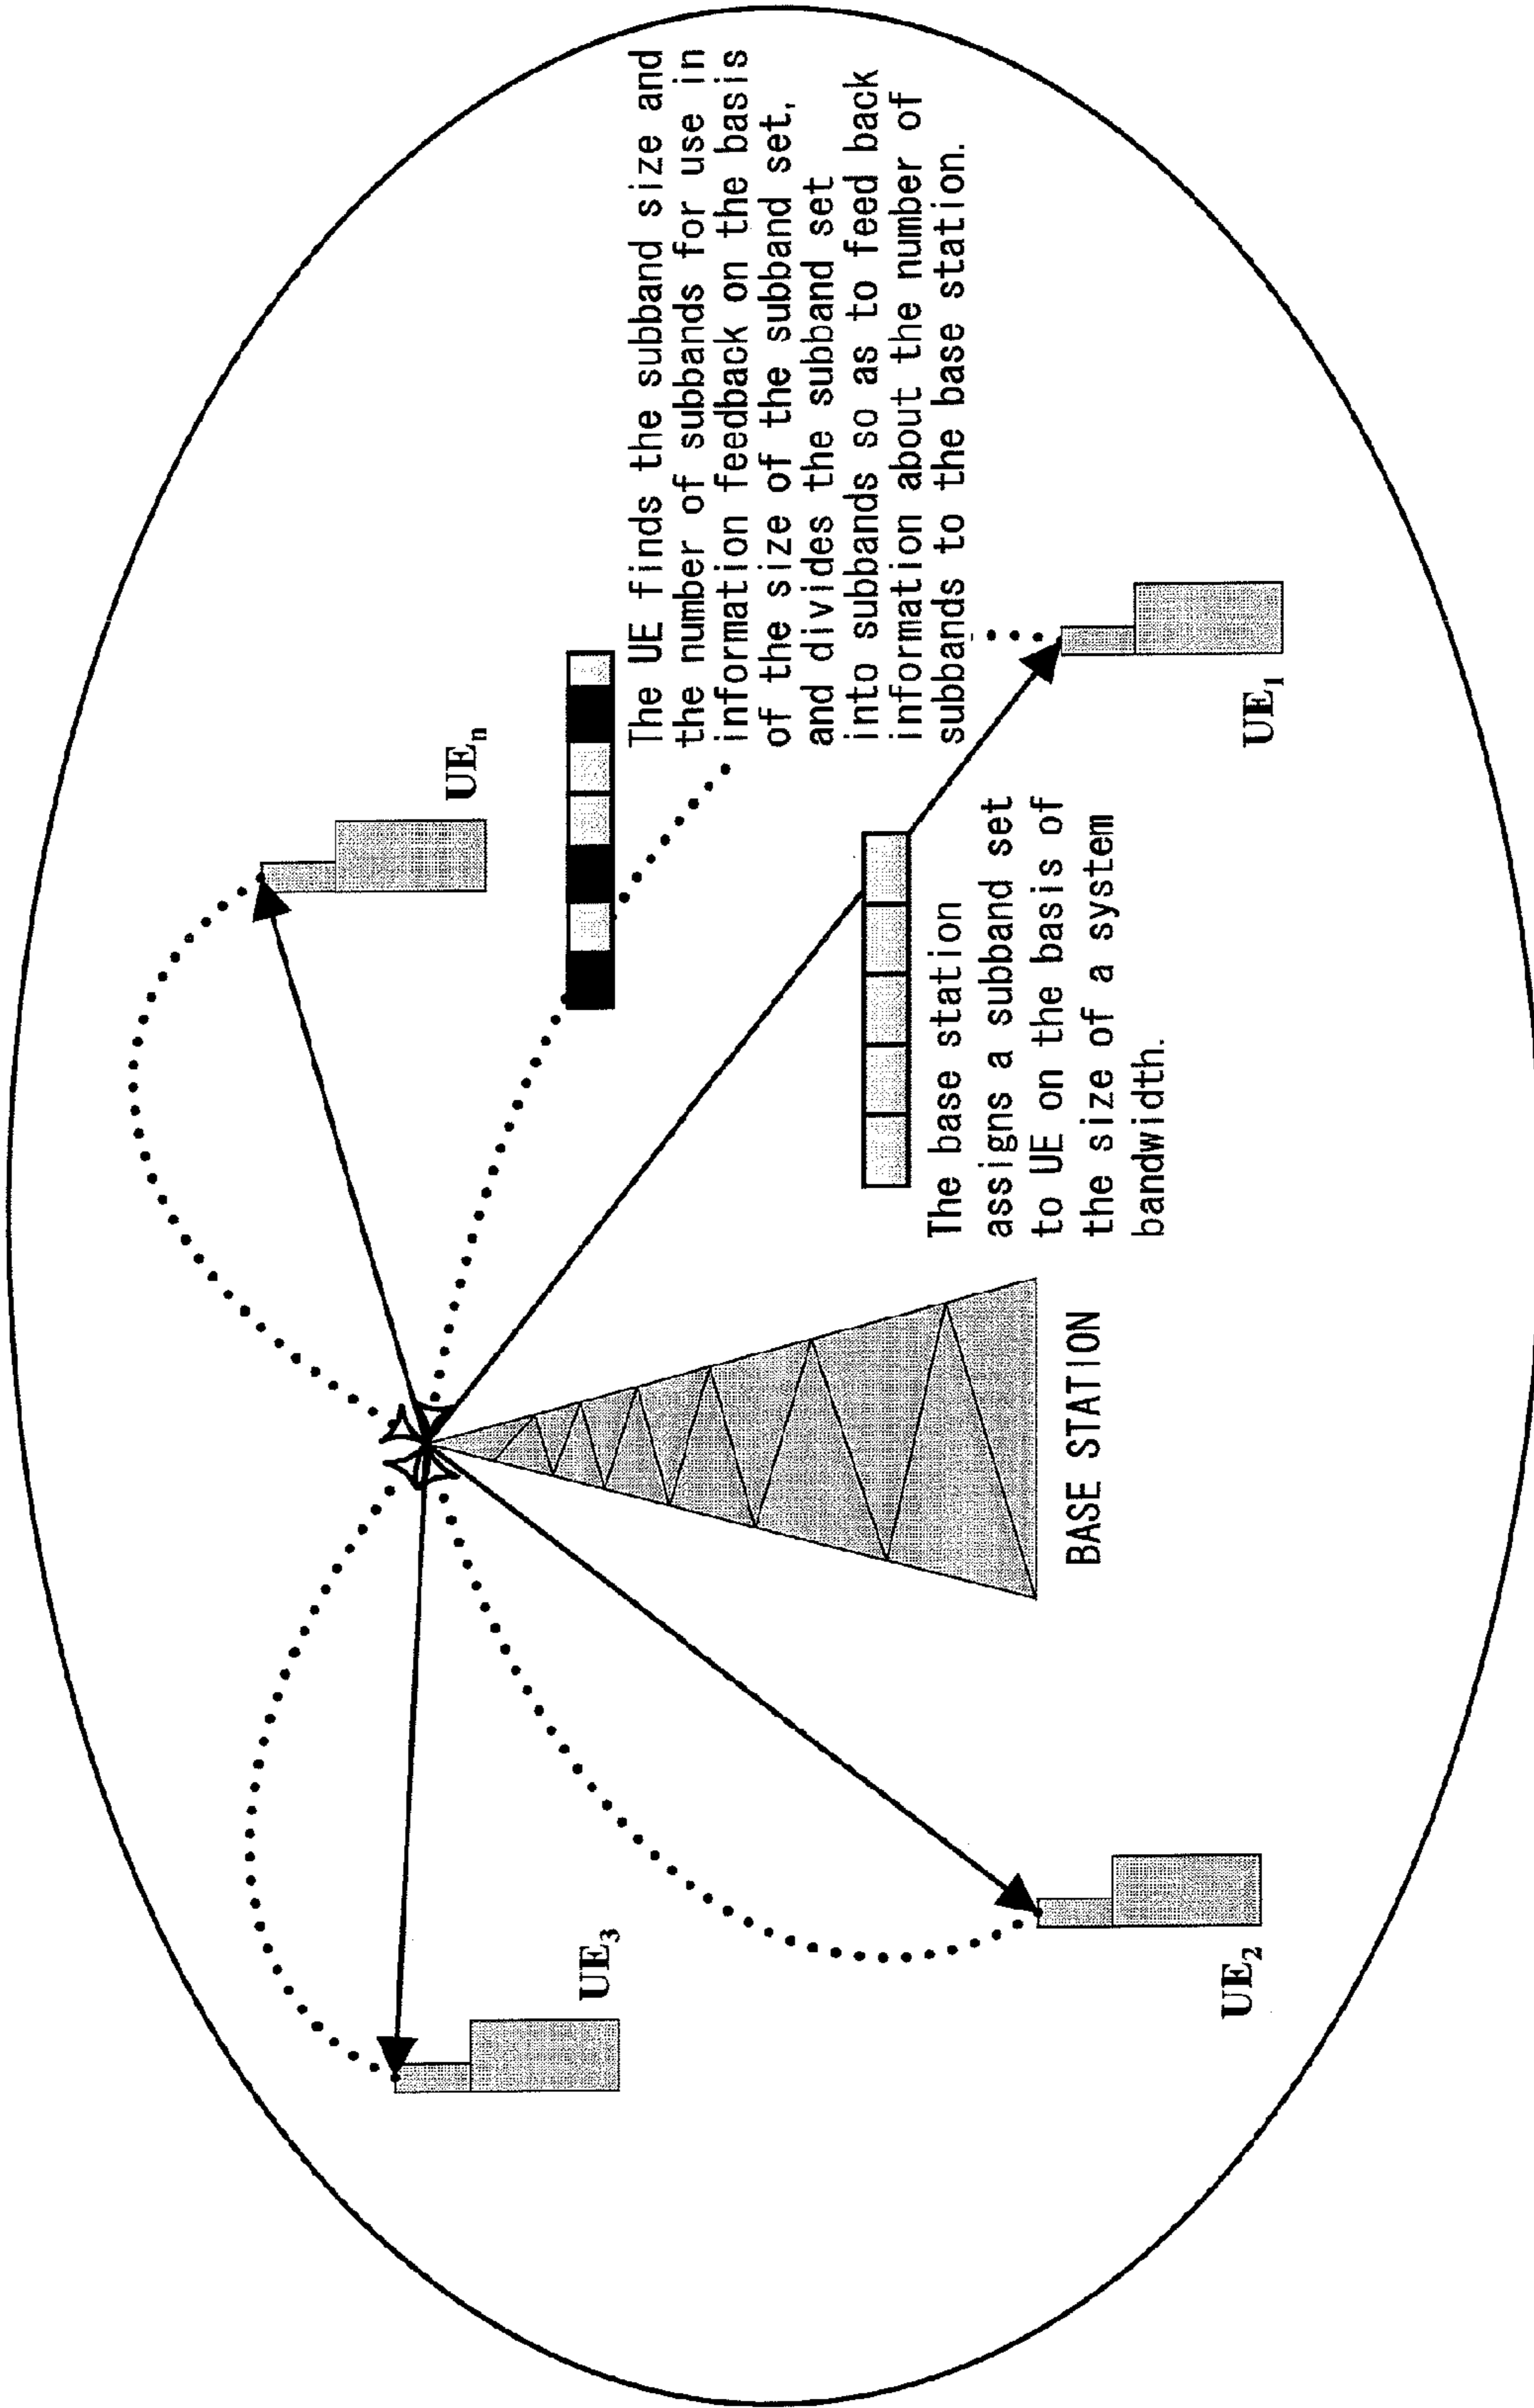 UEₙ
The UE finds the subband size and
the number of subbands for use in
information feedback on the basis
of the size of the subband set,
and divides the subband set
into subbands so as to feed back
information about the number of
subbands to the base station.
UE₃
The base station
assigns a subband set
to UE on the basis of
the size of a system
bandwidth.
BASE STATION
UE₂
UE₁